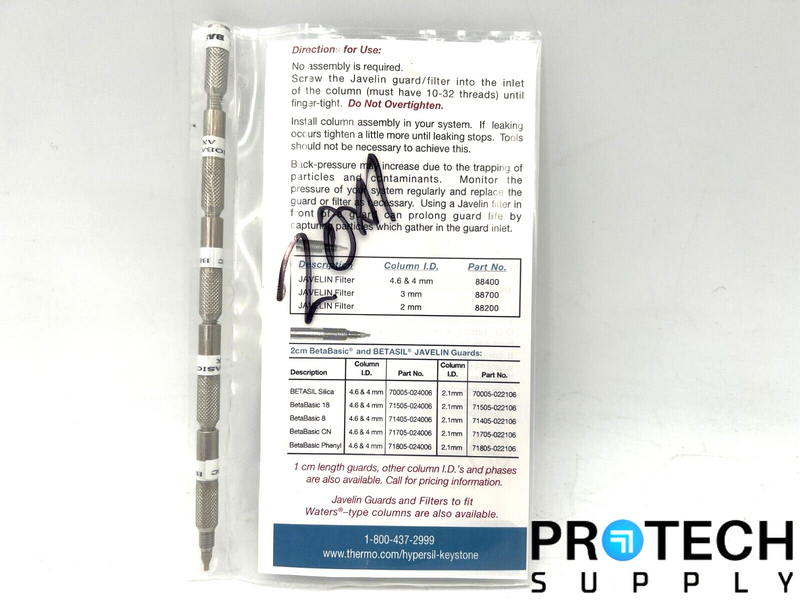 Directions for Use:
No assembly is required.
Screw the Javelin guard/filter into the inlet
of the column (must have 10-32 threads) until
finger-tight. Do Not Overtighten.
Install column assembly in your system. If leaking
occurs tighten a little more until leaking stops. Tools
should not be necessary to achieve this.
Back-pressure may increase due to the trapping of
particles and contaminants. Monitor the
pressure of your system regularly and replace the
guard or filter as necessary. Using a Javelin filter in
front of a guard can prolong guard life by
capturing particles which gather in the guard inlet.
Description Column I.D. Part No.
JAVELIN Filter 4.6 & 4 mm 88400
JAVELIN Filter 3 mm 88700
JAVELIN Filter 2 mm 88200
2cm BetaBasic® and BETASIL® JAVELIN Guards:
Description Column I.D. Part No. Column I.D. Part No.
BETASIL Silica 4.6 & 4 mm 70005-024006 2.1mm 70005-022106
BetaBasic 18 4.6 & 4 mm 71505-024006 2.1mm 71505-022106
BetaBasic 8 4.6 & 4 mm 71405-024006 2.1mm 71405-022106
BetaBasic CN 4.6 & 4 mm 71705-024006 2.1mm 71705-022106
BetaBasic Phenyl 4.6 & 4 mm 71805-024006 2.1mm 71805-022106
1 cm length guards, other column I.D.'s and phases
are also available. Call for pricing information.
Javelin Guards and Filters to fit
Waters®–type columns are also available.
1-800-437-2999
www.thermo.com/hypersil-keystone
PROTECH
SUPPLY